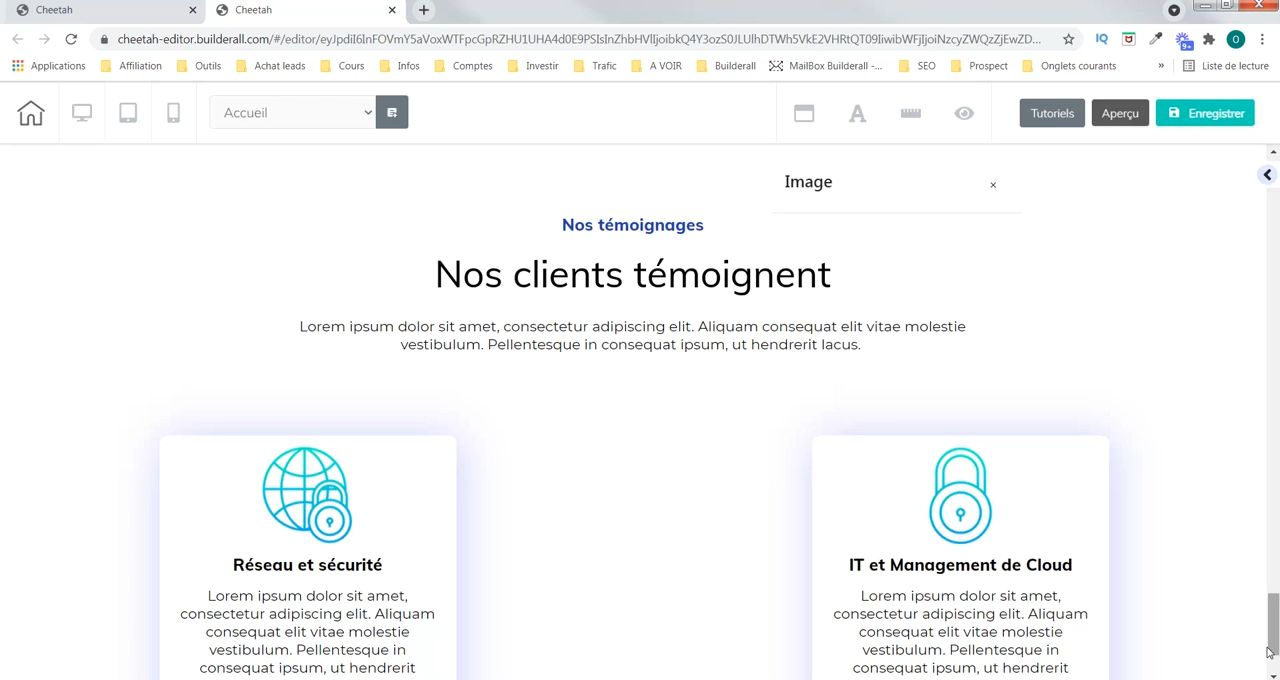 Cheetah
Cheetah
cheetah-editor.builderall.com/#/editor/
Applications
Affiliation
Outils
Achat leads
Cours
Infos
Comptes
Investir
Trafic
A VOIR
Builderall
MailBox Builderall -...
SEO
Prospect
Onglets courants
»
Liste de lecture
IQ
9+
O
Accueil
A
Tutoriels
Aperçu
Enregistrer
Image
×
Nos témoignages
Nos clients témoignent
Lorem ipsum dolor sit amet, consectetur adipiscing elit. Aliquam consequat elit vitae molestie
vestibulum. Pellentesque in consequat ipsum, ut hendrerit lacus.
Réseau et sécurité
Lorem ipsum dolor sit amet,
consectetur adipiscing elit. Aliquam
consequat elit vitae molestie
vestibulum. Pellentesque in
consequat ipsum, ut hendrerit
IT et Management de Cloud
Lorem ipsum dolor sit amet,
consectetur adipiscing elit. Aliquam
consequat elit vitae molestie
vestibulum. Pellentesque in
consequat ipsum, ut hendrerit